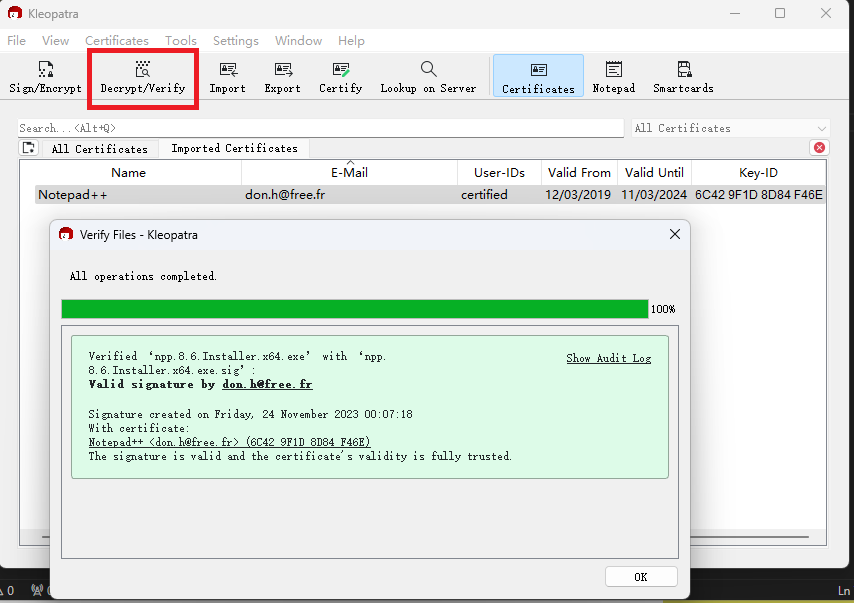 Kleopatra
File View Certificates Tools Settings Window Help
Sign/Encrypt Decrypt/Verify Import Export Certify Lookup on Server Certificates Notepad Smartcards
Search...<Alt+Q> All Certificates
All Certificates Imported Certificates
Name E-Mail User-IDs Valid From Valid Until Key-ID
Notepad++ don.h@free.fr certified 12/03/2019 11/03/2024 6C42 9F1D 8D84 F46E
Verify Files - Kleopatra
All operations completed.
100%
Verified ‘npp.8.6.Installer.x64.exe’ with ‘npp. Show Audit Log
8.6.Installer.x64.exe.sig’:
Valid signature by don.h@free.fr
Signature created on Friday, 24 November 2023 00:07:18
With certificate:
Notepad++ <don.h@free.fr> (6C42 9F1D 8D84 F46E)
The signature is valid and the certificate's validity is fully trusted.
OK
0 Ln